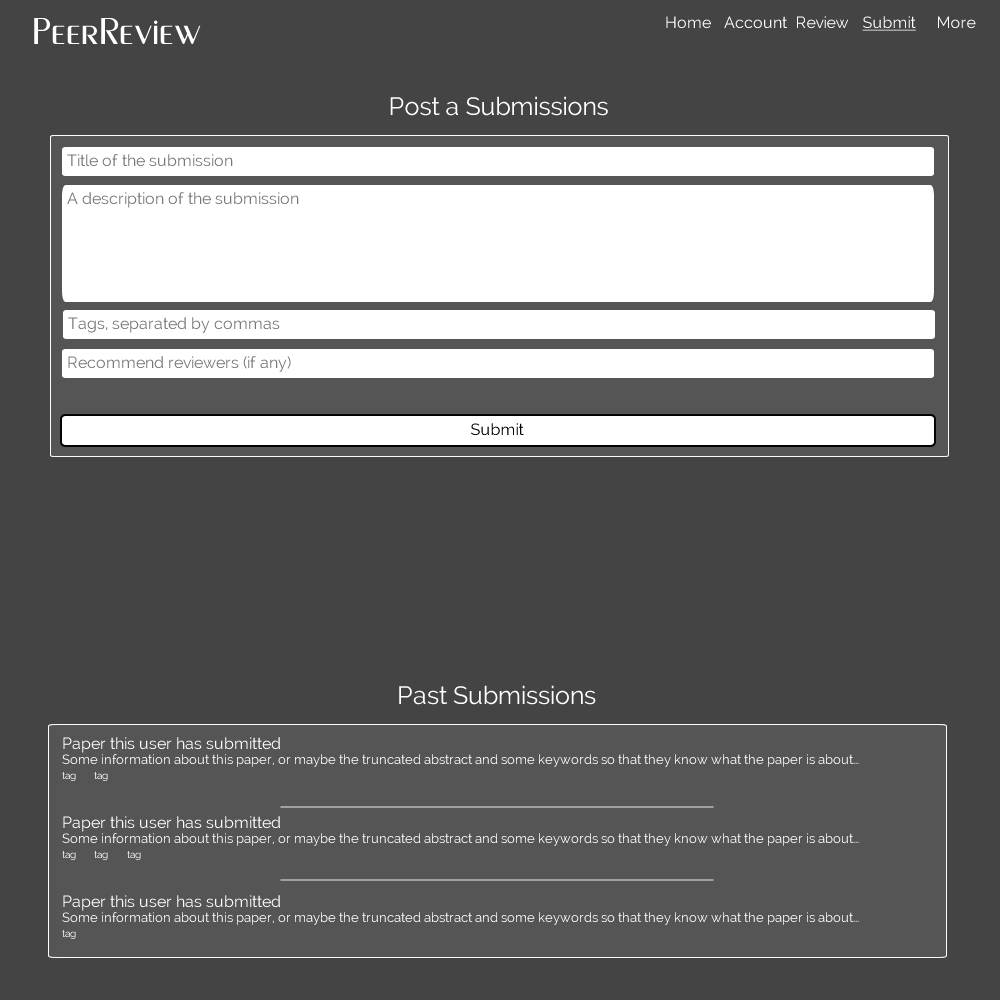 PeerReview
Home Account Review Submit More
Post a Submissions
Title of the submission
A description of the submission
Tags, separated by commas
Recommend reviewers (if any)
Submit
Past Submissions
Paper this user has submitted
Some information about this paper, or maybe the truncated abstract and some keywords so that they know what the paper is about...
tag tag
Paper this user has submitted
Some information about this paper, or maybe the truncated abstract and some keywords so that they know what the paper is about...
tag tag tag
Paper this user has submitted
Some information about this paper, or maybe the truncated abstract and some keywords so that they know what the paper is about...
tag